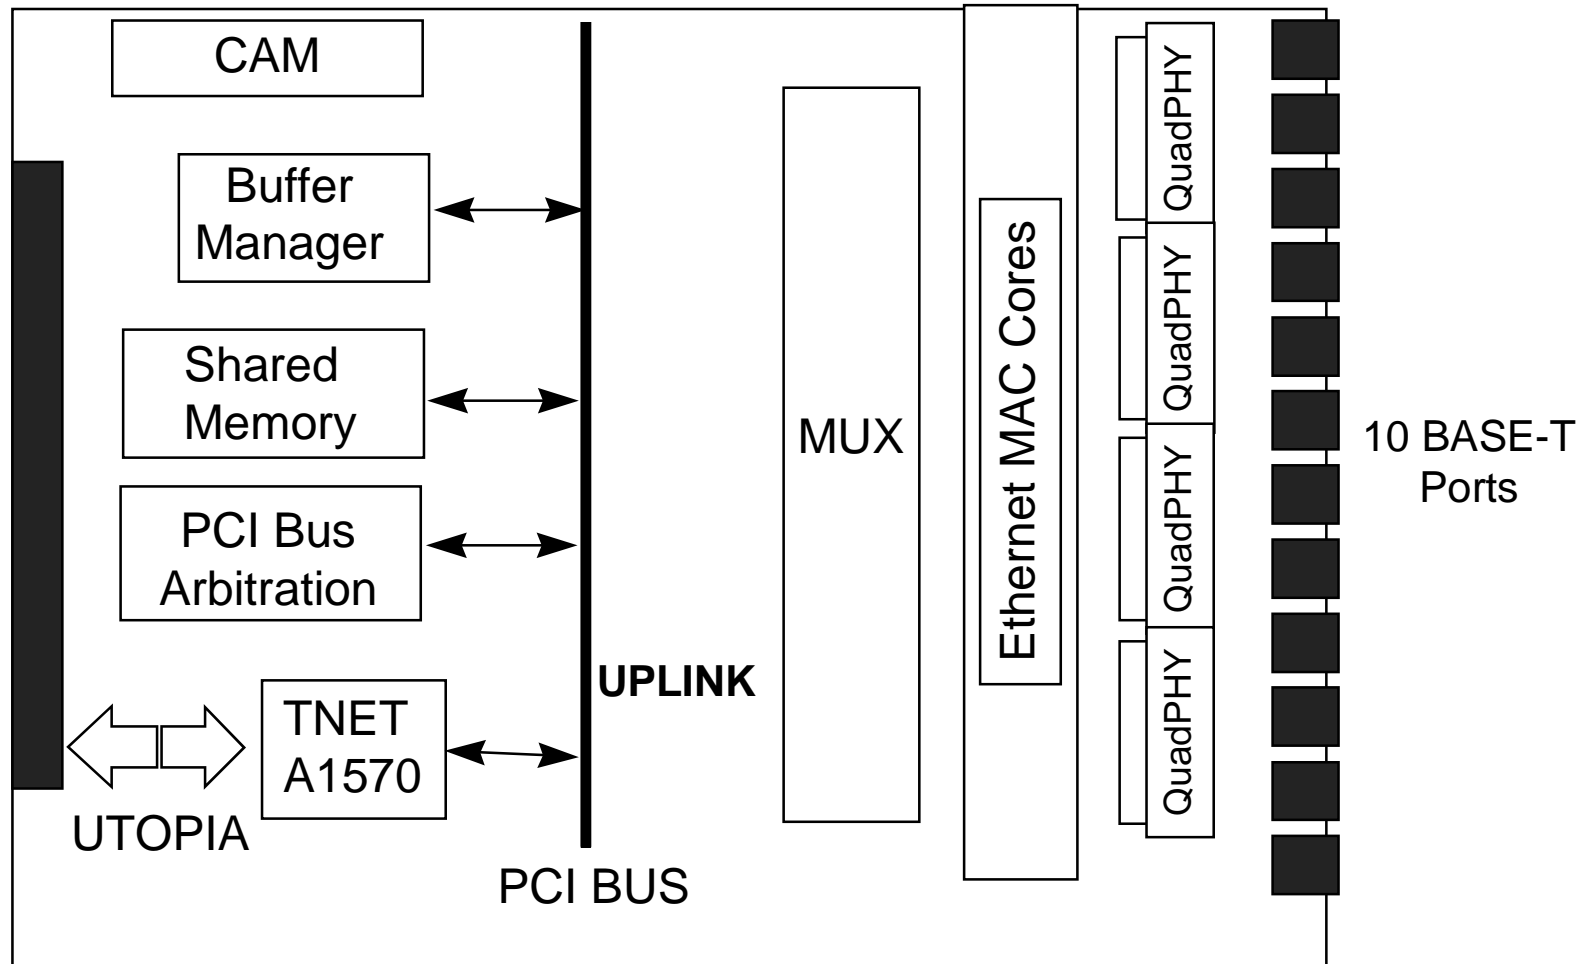 CAM
Buffer
Manager
Shared
Memory
PCI Bus
Arbitration
TNET
A1570
UTOPIA
UPLINK
PCI BUS
MUX
Ethernet MAC Cores
QuadPHY
QuadPHY
QuadPHY
QuadPHY
10 BASE-T
Ports